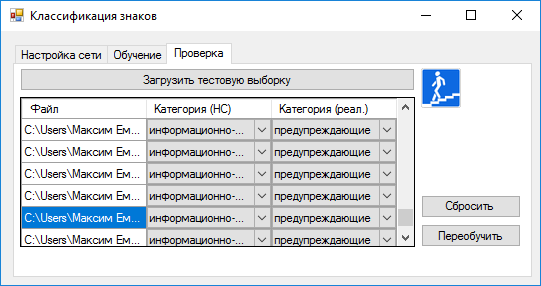 Классификация знаков
Настройка сети Обучение Проверка
Загрузить тестовую выборку
Файл Категория (НС) Категория (реал.)
C:\Users\Максим Ем... информационно-... предупреждающие
C:\Users\Максим Ем... информационно-... предупреждающие
C:\Users\Максим Ем... информационно-... предупреждающие
C:\Users\Максим Ем... информационно-... предупреждающие
C:\Users\Максим Ем... информационно-... предупреждающие
C:\Users\Максим Ем... информационно-... предупреждающие
Сбросить
Переобучить